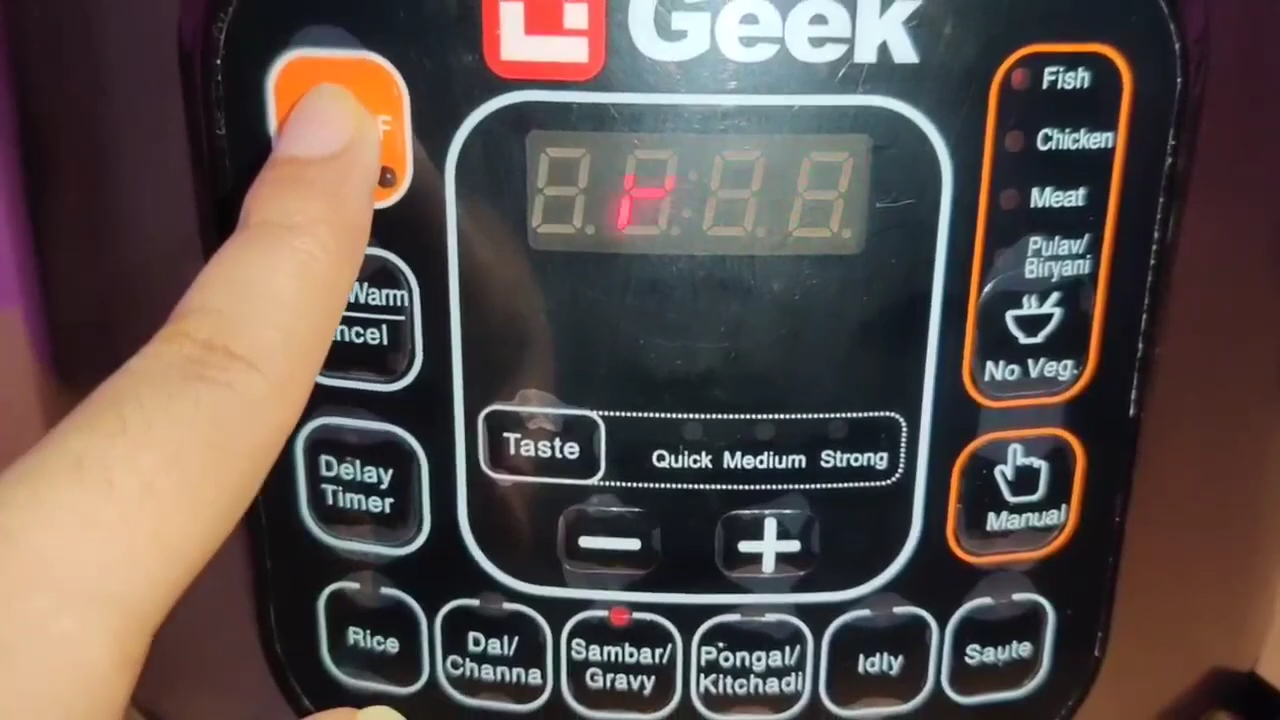 Geek
F
Warm
ncel
Delay
Timer
r
Taste
Quick Medium Strong
Fish
Chicken
Meat
Pulav/
Biryani
No Veg.
Manual
Rice
Dal/
Channa
Sambar/
Gravy
Pongal/
Kitchadi
Idly
Saute